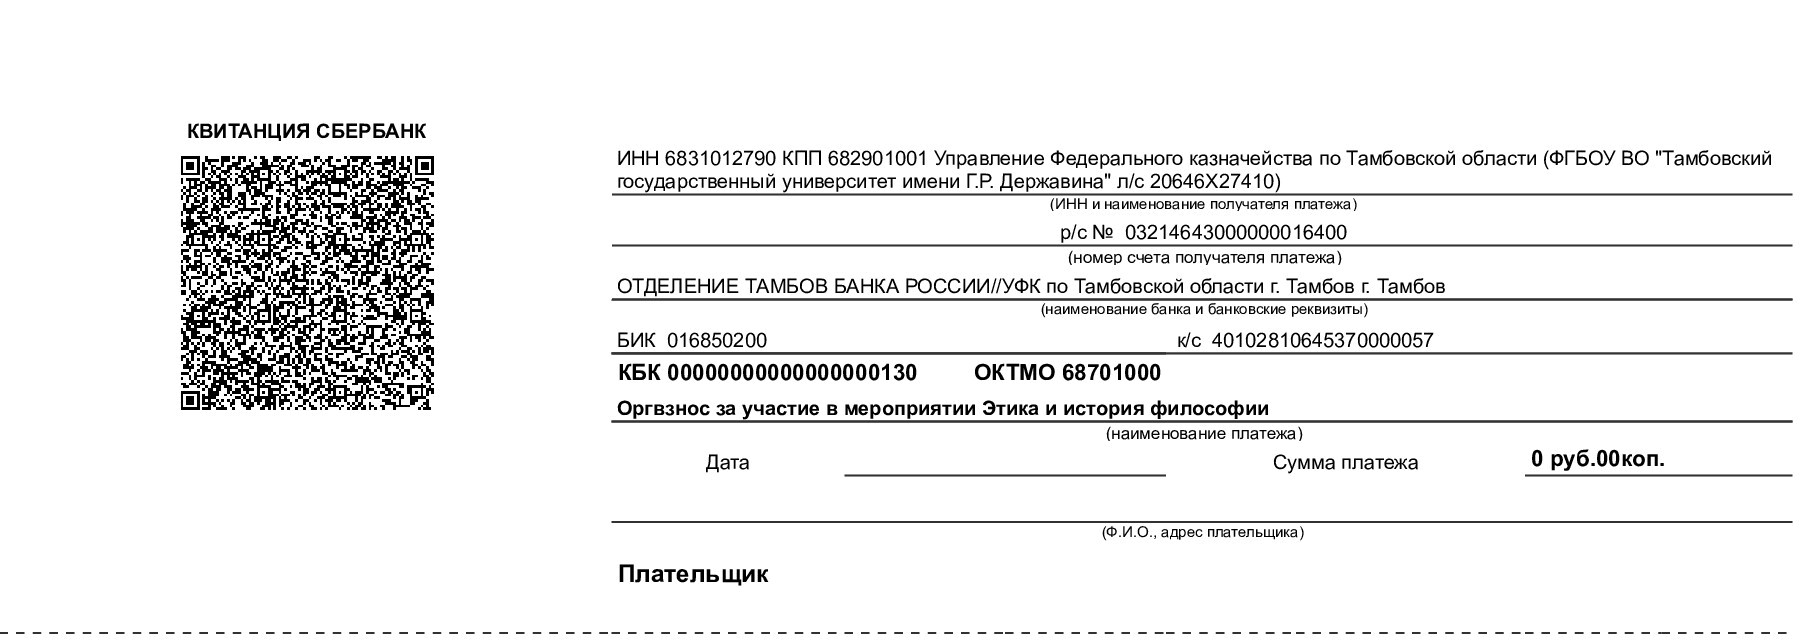 КВИТАНЦИЯ СБЕРБАНК
ИНН 6831012790 КПП 682901001 Управление Федерального казначейства по Тамбовской области (ФГБОУ ВО "Тамбовский
государственный университет имени Г.Р. Державина" л/с 20646Х27410)
(ИНН и наименование получателя платежа)
р/с № 03214643000000016400
(номер счета получателя платежа)
ОТДЕЛЕНИЕ ТАМБОВ БАНКА РОССИИ//УФК по Тамбовской области г. Тамбов г. Тамбов
(наименование банка и банковские реквизиты)
БИК 016850200 к/с 40102810645370000057
КБК 00000000000000000130 ОКТМО 68701000
Оргвзнос за участие в мероприятии Этика и история философии
(наименование платежа)
Дата Сумма платежа 0 руб.00коп.
(Ф.И.О., адрес плательщика)
Плательщик